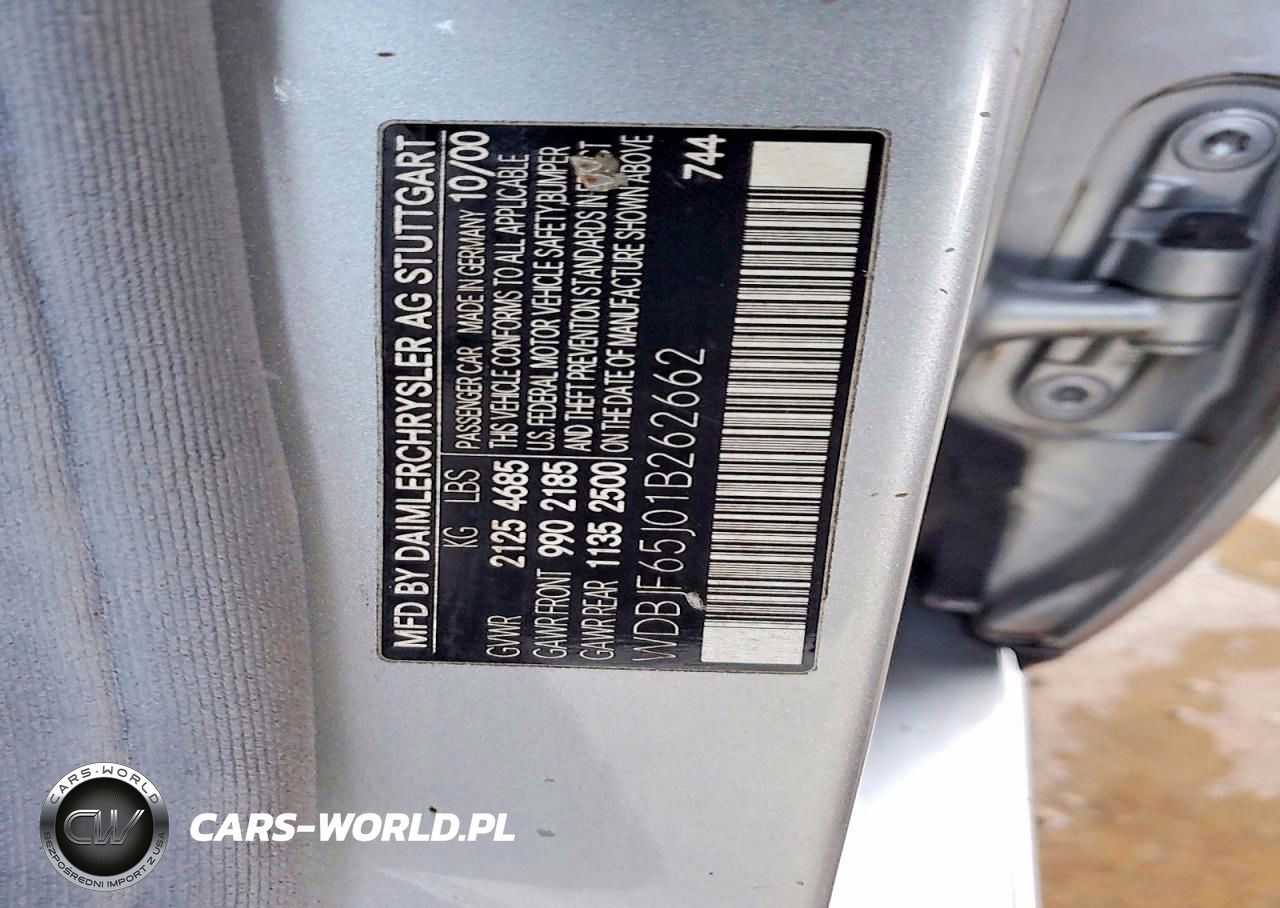 MFD BY DAIMLERCHRYSLER AG STUTTGART
KG LBS PASSENGER CAR MADE IN GERMANY 10/00
GVWR 2125 4685 THIS VEHICLE CONFORMS TO ALL APPLICABLE
GAWR FRONT 990 2185 U.S. FEDERAL MOTOR VEHICLE SAFETY, BUMPER
GAWR REAR 1135 2500 AND THEFT PREVENTION STANDARDS IN
ON THE DATE OF MANUFACTURE SHOWN ABOVE
WDBJF65J01B262662 744
CARS-WORLD
CW
BEZPOŚREDNI IMPORT Z USA
CARS-WORLD.PL